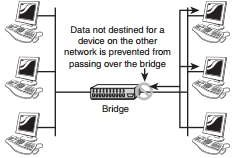 Data not destined for a
device on the other
network is prevented from
passing over the bridge
Bridge